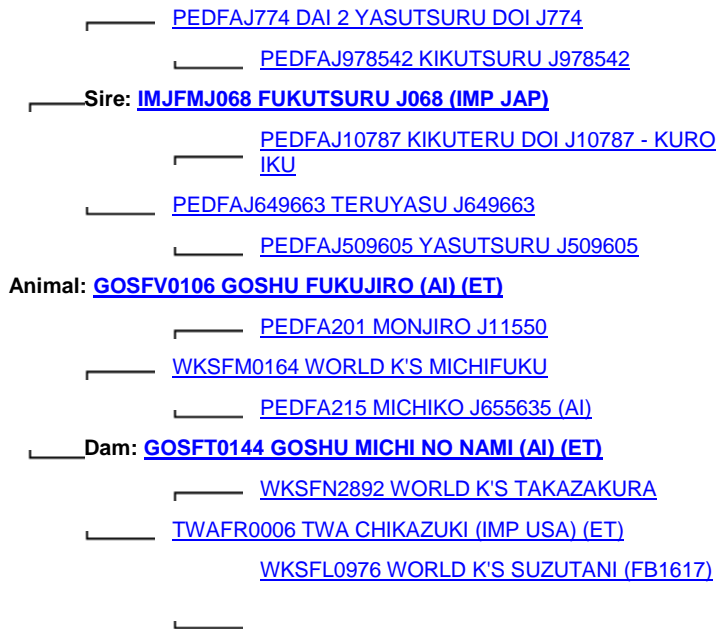 PEDFAJ774 DAI 2 YASUTSURU DOI J774
PEDFAJ978542 KIKUTSURU J978542
Sire: IMJFMJ068 FUKUTSURU J068 (IMP JAP)
PEDFAJ10787 KIKUTERU DOI J10787 - KURO
IKU
PEDFAJ649663 TERUYASU J649663
PEDFAJ509605 YASUTSURU J509605
Animal: GOSFV0106 GOSHU FUKUJIRO (AI) (ET)
PEDFA201 MONJIRO J11550
WKSFM0164 WORLD K'S MICHIFUKU
PEDFA215 MICHIKO J655635 (AI)
Dam: GOSFT0144 GOSHU MICHI NO NAMI (AI) (ET)
WKSFN2892 WORLD K'S TAKAZAKURA
TWAFR0006 TWA CHIKAZUKI (IMP USA) (ET)
WKSFL0976 WORLD K'S SUZUTANI (FB1617)